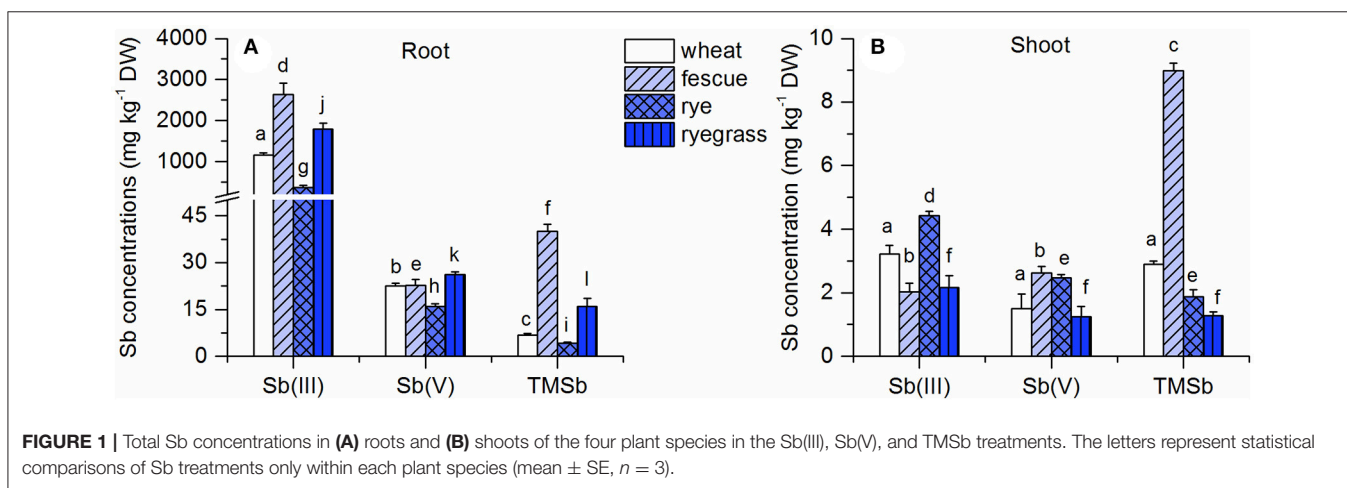 A
Root
Sb concentrations (mg kg-1 DW)
4000
3000
2000
1000
45
30
15
0
a
d
g
j
b
e
h
k
c
f
i
l
Sb(III)
Sb(V)
TMSb
wheat
fescue
rye
ryegrass
B
Shoot
Sb concentration (mg kg-1 DW)
10
8
6
4
2
0
a
b
d
f
a
b
e
f
a
c
e
f
Sb(III)
Sb(V)
TMSb
FIGURE 1 | Total Sb concentrations in (A) roots and (B) shoots of the four plant species in the Sb(III), Sb(V), and TMSb treatments. The letters represent statistical
comparisons of Sb treatments only within each plant species (mean ± SE, n = 3).